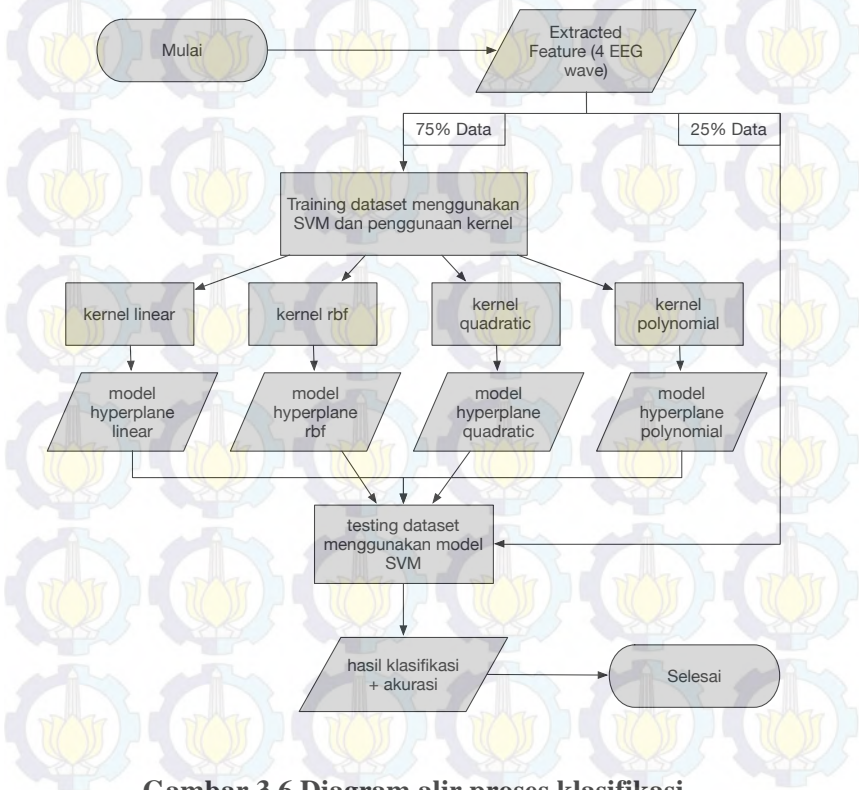 Mulai
Extracted
Feature (4 EEG
wave)
75% Data
25% Data
Training dataset menggunakan
SVM dan penggunaan kernel
kernel linear
kernel rbf
kernel
quadratic
kernel
polynomial
model
hyperplane
linear
model
hyperplane
rbf
model
hyperplane
quadratic
model
hyperplane
polynomial
testing dataset
menggunakan model
SVM
hasil klasifikasi
+ akurasi
Selesai
Gambar 3.6 Diagram alir proses klasifikasi